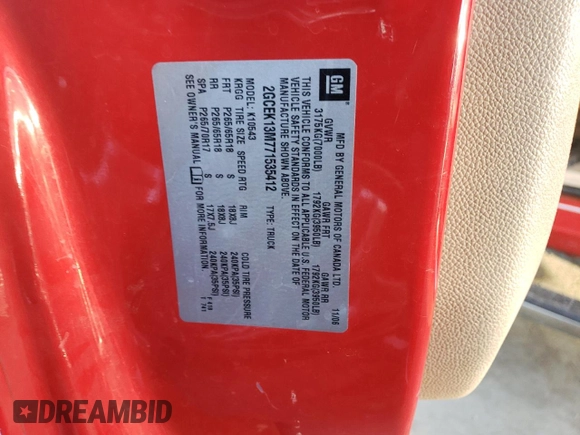 GM
MFD BY GENERAL MOTORS OF CANADA LTD.
11/06
GVWR GAWR FRT GAWR RR
3175KG(7000LB) 1792KG(3950LB) 1792KG(3950LB)
THIS VEHICLE CONFORMS TO ALL APPLICABLE U.S. FEDERAL MOTOR
VEHICLE SAFETY STANDARDS IN EFFECT ON THE DATE OF
MANUFACTURE SHOWN ABOVE.
2GCEK13M771535412 TYPE: TRUCK
MODEL: K10543
KRGG TIRE SIZE SPEED RTG RIM COLD TIRE PRESSURE
FRT P265/65R18 S 18X8J 240KPA(35PSI)
RR P265/65R18 S 18X8J 240KPA(35PSI)
SPA P265/70R17 S 17X7.5J 240KPA(35PSI)
SEE OWNER'S MANUAL FOR MORE INFORMATION.
DREAMBID